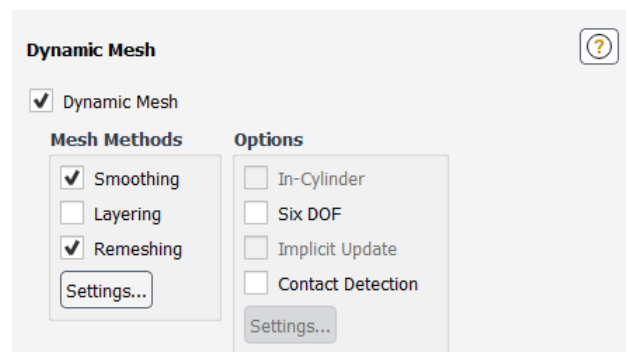 Dynamic Mesh
?
Dynamic Mesh
Mesh Methods
Smoothing
Layering
Remeshing
Settings...
Options
In-Cylinder
Six DOF
Implicit Update
Contact Detection
Settings...